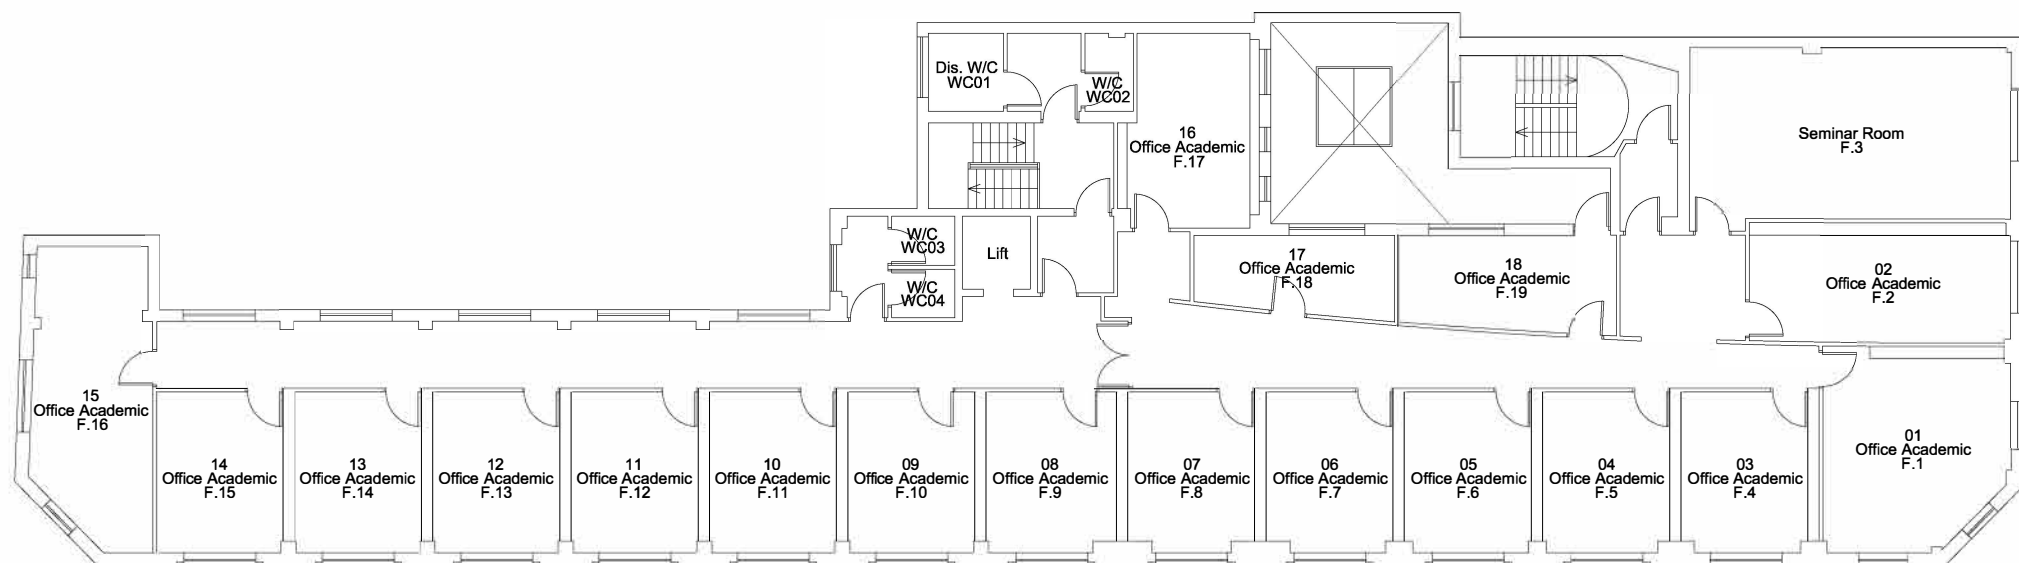 Dis. W/C
WC01
W/C
WC02
16
Office Academic
F.17
Seminar Room
F.3
W/C
WC03
Lift
W/C
WC04
17
Office Academic
F.18
18
Office Academic
F.19
02
Office Academic
F.2
15
Office Academic
F.16
14
Office Academic
F.15
13
Office Academic
F.14
12
Office Academic
F.13
11
Office Academic
F.12
10
Office Academic
F.11
09
Office Academic
F.10
08
Office Academic
F.9
07
Office Academic
F.8
06
Office Academic
F.7
05
Office Academic
F.6
04
Office Academic
F.5
03
Office Academic
F.4
01
Office Academic
F.1